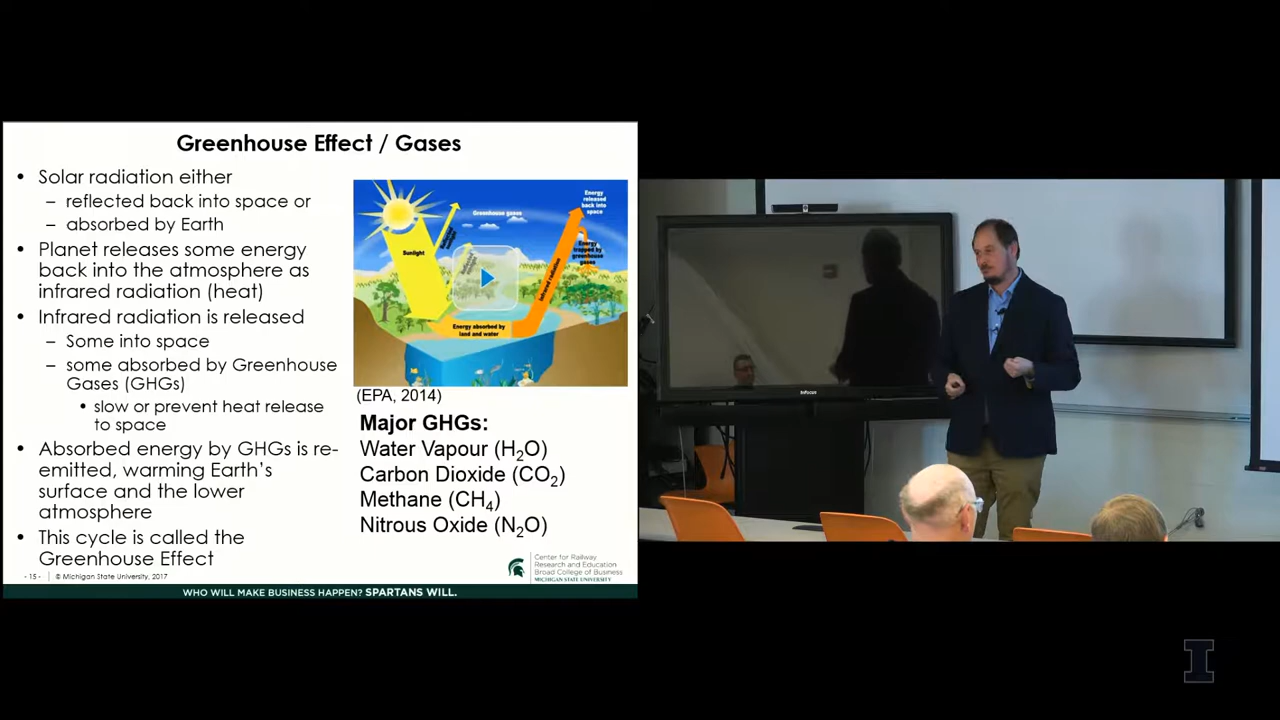 Greenhouse Effect / Gases
• Solar radiation either
– reflected back into space or
– absorbed by Earth
• Planet releases some energy
back into the atmosphere as
infrared radiation (heat)
• Infrared radiation is released
– Some into space
– some absorbed by Greenhouse
Gases (GHGs)
• slow or prevent heat release
to space
• Absorbed energy by GHGs is re-
emitted, warming Earth's
surface and the lower
atmosphere
• This cycle is called the
Greenhouse Effect
Energy
released
back into
space
Greenhouse gases
Sunlight
Energy
trapped by
greenhouse
gases
Infrared radiation
Energy absorbed by
land and water
(EPA, 2014)
Major GHGs:
Water Vapour (H₂O)
Carbon Dioxide (CO₂)
Methane (CH₄)
Nitrous Oxide (N₂O)
- 15 - © Michigan State University, 2017
Center for Railway
Research and Education
Broad College of Business
MICHIGAN STATE UNIVERSITY
WHO WILL MAKE BUSINESS HAPPEN? SPARTANS WILL.
InFocus
I